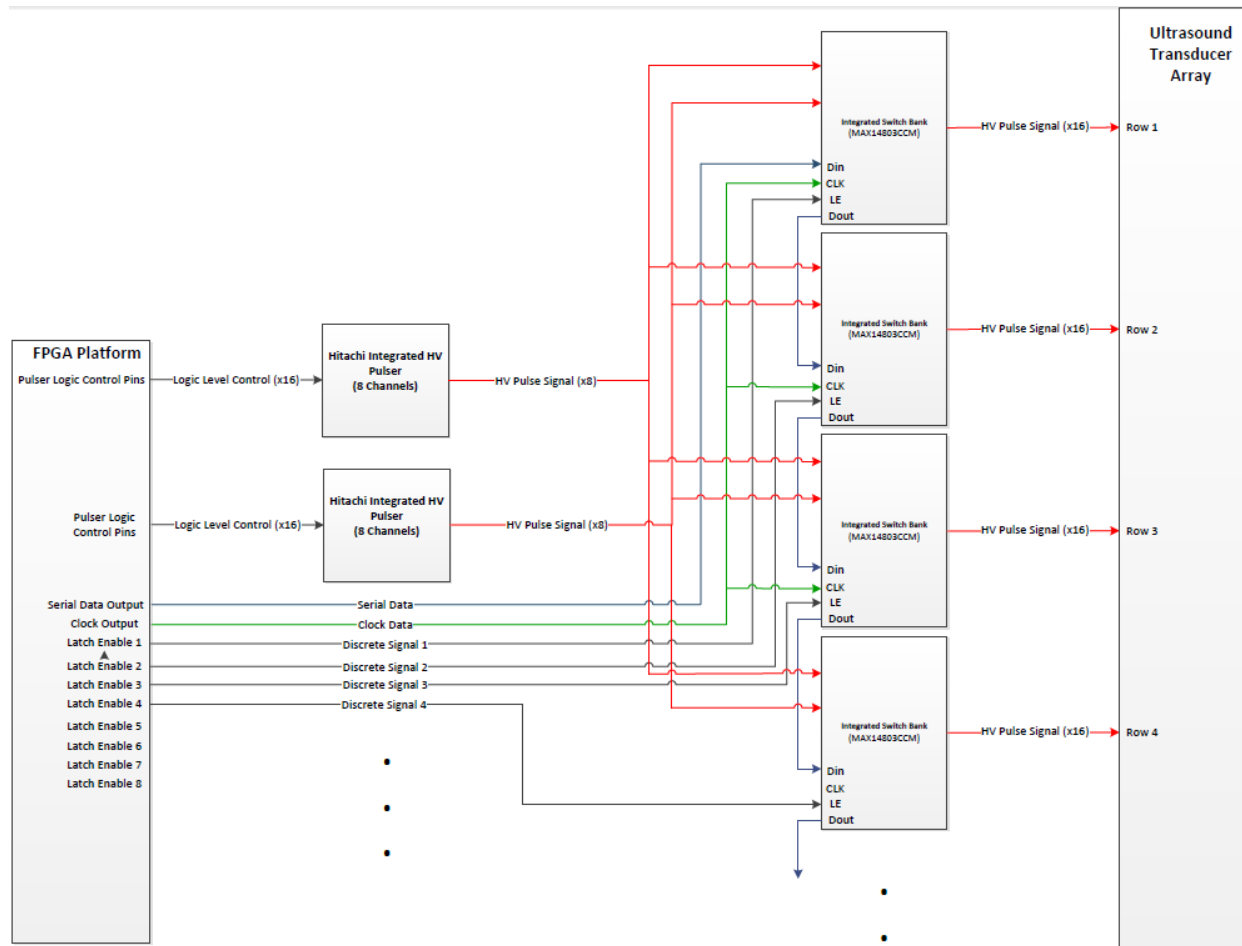 Ultrasound
Transducer
Array
Integrated Switch Bank
(MAX14803CCM)
Din
CLK
LE
Dout
HV Pulse Signal (x16)
Row 1
Integrated Switch Bank
(MAX14803CCM)
Din
CLK
LE
Dout
HV Pulse Signal (x16)
Row 2
FPGA Platform
Pulser Logic Control Pins
Logic Level Control (x16)
Hitachi Integrated HV
Pulser
(8 Channels)
HV Pulse Signal (x8)
Pulser Logic
Control Pins
Logic Level Control (x16)
Hitachi Integrated HV
Pulser
(8 Channels)
HV Pulse Signal (x8)
Integrated Switch Bank
(MAX14803CCM)
Din
CLK
LE
Dout
HV Pulse Signal (x16)
Row 3
Serial Data Output
Serial Data
Clock Output
Clock Data
Latch Enable 1
Discrete Signal 1
Latch Enable 2
Discrete Signal 2
Latch Enable 3
Discrete Signal 3
Latch Enable 4
Discrete Signal 4
Latch Enable 5
Latch Enable 6
Latch Enable 7
Latch Enable 8
Integrated Switch Bank
(MAX14803CCM)
Din
CLK
LE
Dout
HV Pulse Signal (x16)
Row 4